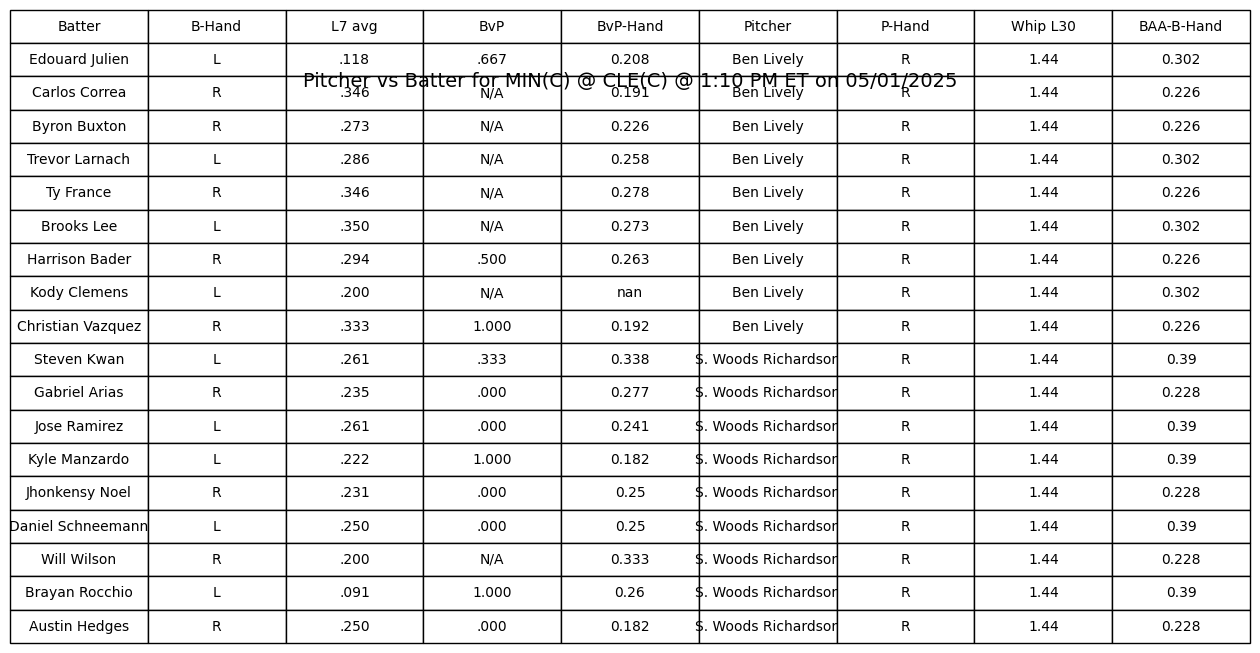 Batter B-Hand L7 avg BvP BvP-Hand Pitcher P-Hand Whip L30 BAA-B-Hand
Edouard Julien L .118 .667 0.208 Ben Lively R 1.44 0.302
Pitcher vs Batter for MIN(C) @ CLE(C) @ 1:10 PM ET on 05/01/2025
Carlos Correa R .346 N/A 0.191 Ben Lively R 1.44 0.226
Byron Buxton R .273 N/A 0.226 Ben Lively R 1.44 0.226
Trevor Larnach L .286 N/A 0.258 Ben Lively R 1.44 0.302
Ty France R .346 N/A 0.278 Ben Lively R 1.44 0.226
Brooks Lee L .350 N/A 0.273 Ben Lively R 1.44 0.302
Harrison Bader R .294 .500 0.263 Ben Lively R 1.44 0.226
Kody Clemens L .200 N/A nan Ben Lively R 1.44 0.302
Christian Vazquez R .333 1.000 0.192 Ben Lively R 1.44 0.226
Steven Kwan L .261 .333 0.338 S. Woods Richardson R 1.44 0.39
Gabriel Arias R .235 .000 0.277 S. Woods Richardson R 1.44 0.228
Jose Ramirez L .261 .000 0.241 S. Woods Richardson R 1.44 0.39
Kyle Manzardo L .222 1.000 0.182 S. Woods Richardson R 1.44 0.39
Jhonkensy Noel R .231 .000 0.25 S. Woods Richardson R 1.44 0.228
Daniel Schneemann L .250 .000 0.25 S. Woods Richardson R 1.44 0.39
Will Wilson R .200 N/A 0.333 S. Woods Richardson R 1.44 0.228
Brayan Rocchio L .091 1.000 0.26 S. Woods Richardson R 1.44 0.39
Austin Hedges R .250 .000 0.182 S. Woods Richardson R 1.44 0.228